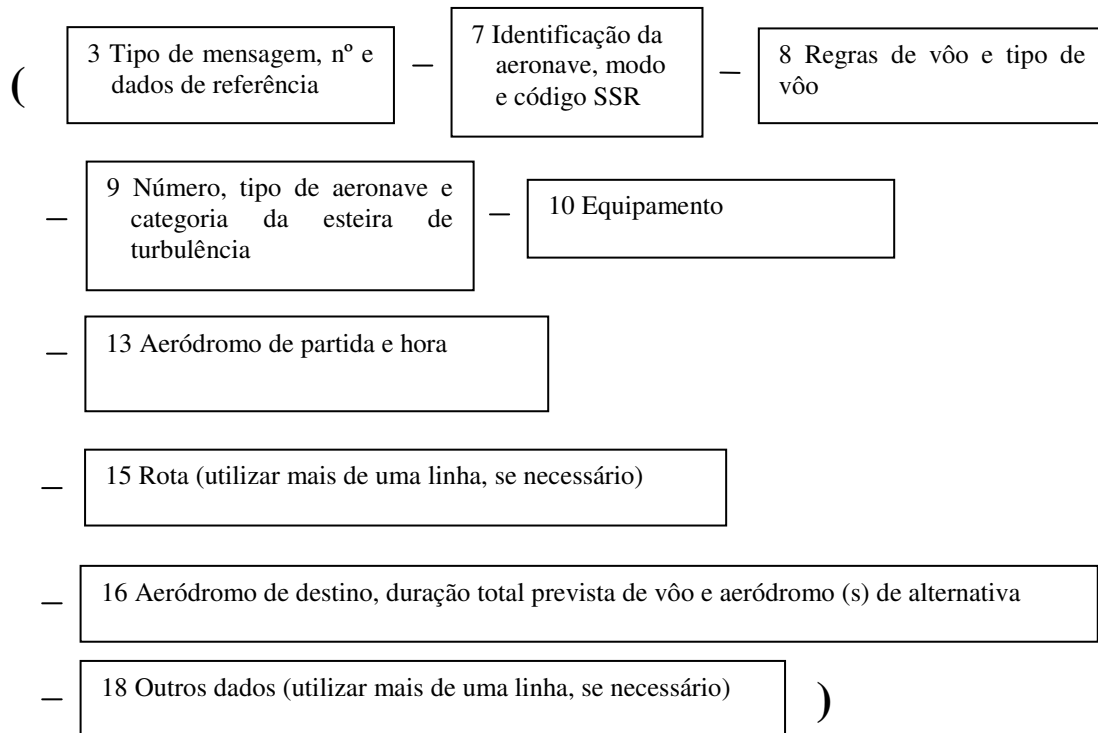 ( 3 Tipo de mensagem, nº e
dados de referência
– 7 Identificação da
aeronave, modo
e código SSR
– 8 Regras de vôo e tipo de
vôo
– 9 Número, tipo de aeronave e
categoria da esteira de
turbulência
– 10 Equipamento
– 13 Aeródromo de partida e hora
– 15 Rota (utilizar mais de uma linha, se necessário)
– 16 Aeródromo de destino, duração total prevista de vôo e aeródromo (s) de alternativa
– 18 Outros dados (utilizar mais de uma linha, se necessário) )